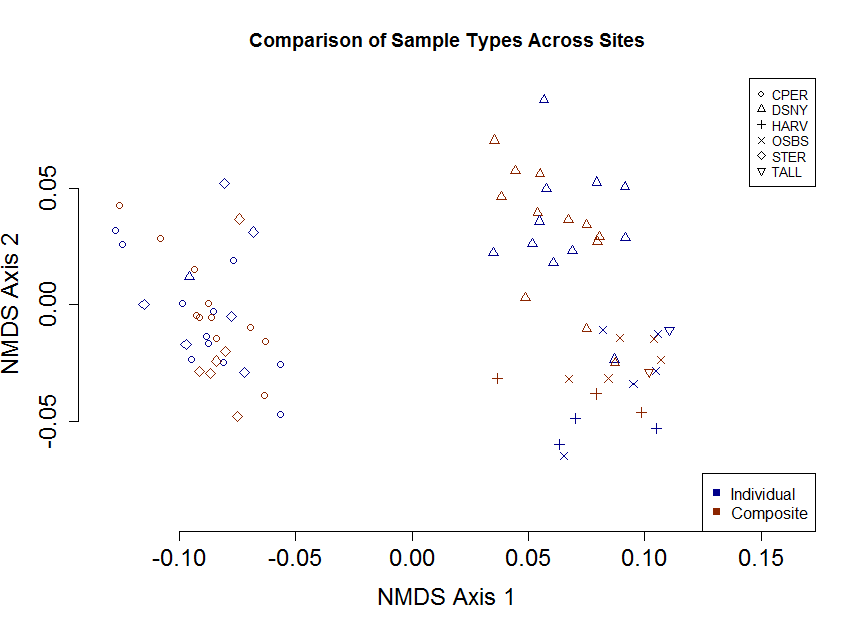 Comparison of Sample Types Across Sites
CPER
DSNY
HARV
OSBS
STER
TALL
0.05
0.00
-0.05
NMDS Axis 2
Individual
Composite
-0.10
-0.05
0.00
0.05
0.10
0.15
NMDS Axis 1